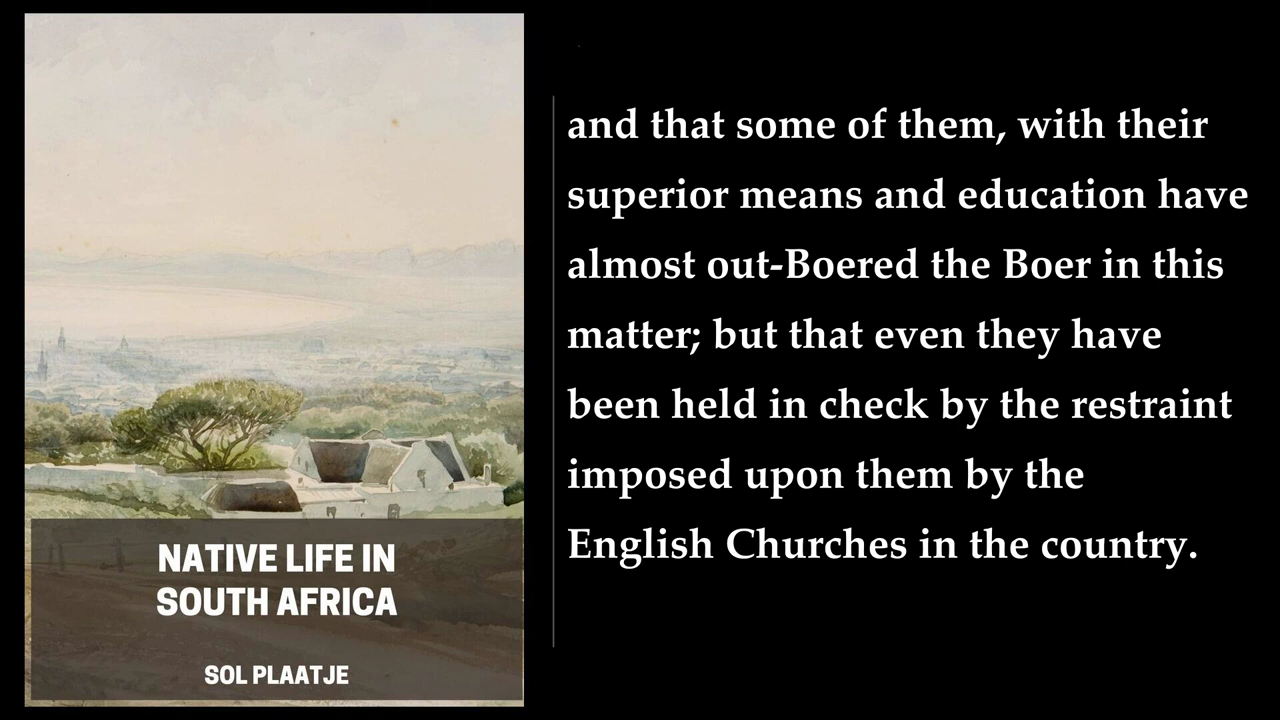 NATIVE LIFE IN
SOUTH AFRICA
SOL PLAATJE
and that some of them, with their
superior means and education have
almost out-Boered the Boer in this
matter; but that even they have
been held in check by the restraint
imposed upon them by the
English Churches in the country.